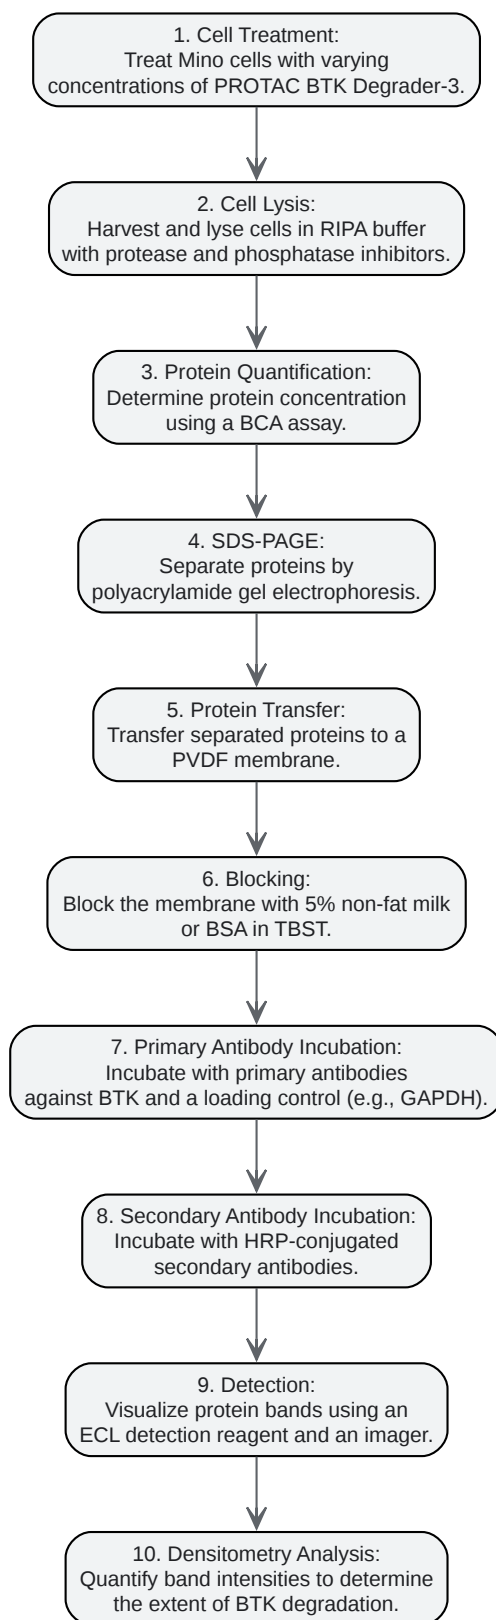 1. Cell Treatment:
Treat Mino cells with varying
concentrations of PROTAC BTK Degrader-3.
2. Cell Lysis:
Harvest and lyse cells in RIPA buffer
with protease and phosphatase inhibitors.
3. Protein Quantification:
Determine protein concentration
using a BCA assay.
4. SDS-PAGE:
Separate proteins by
polyacrylamide gel electrophoresis.
5. Protein Transfer:
Transfer separated proteins to a
PVDF membrane.
6. Blocking:
Block the membrane with 5% non-fat milk
or BSA in TBST.
7. Primary Antibody Incubation:
Incubate with primary antibodies
against BTK and a loading control (e.g., GAPDH).
8. Secondary Antibody Incubation:
Incubate with HRP-conjugated
secondary antibodies.
9. Detection:
Visualize protein bands using an
ECL detection reagent and an imager.
10. Densitometry Analysis:
Quantify band intensities to determine
the extent of BTK degradation.